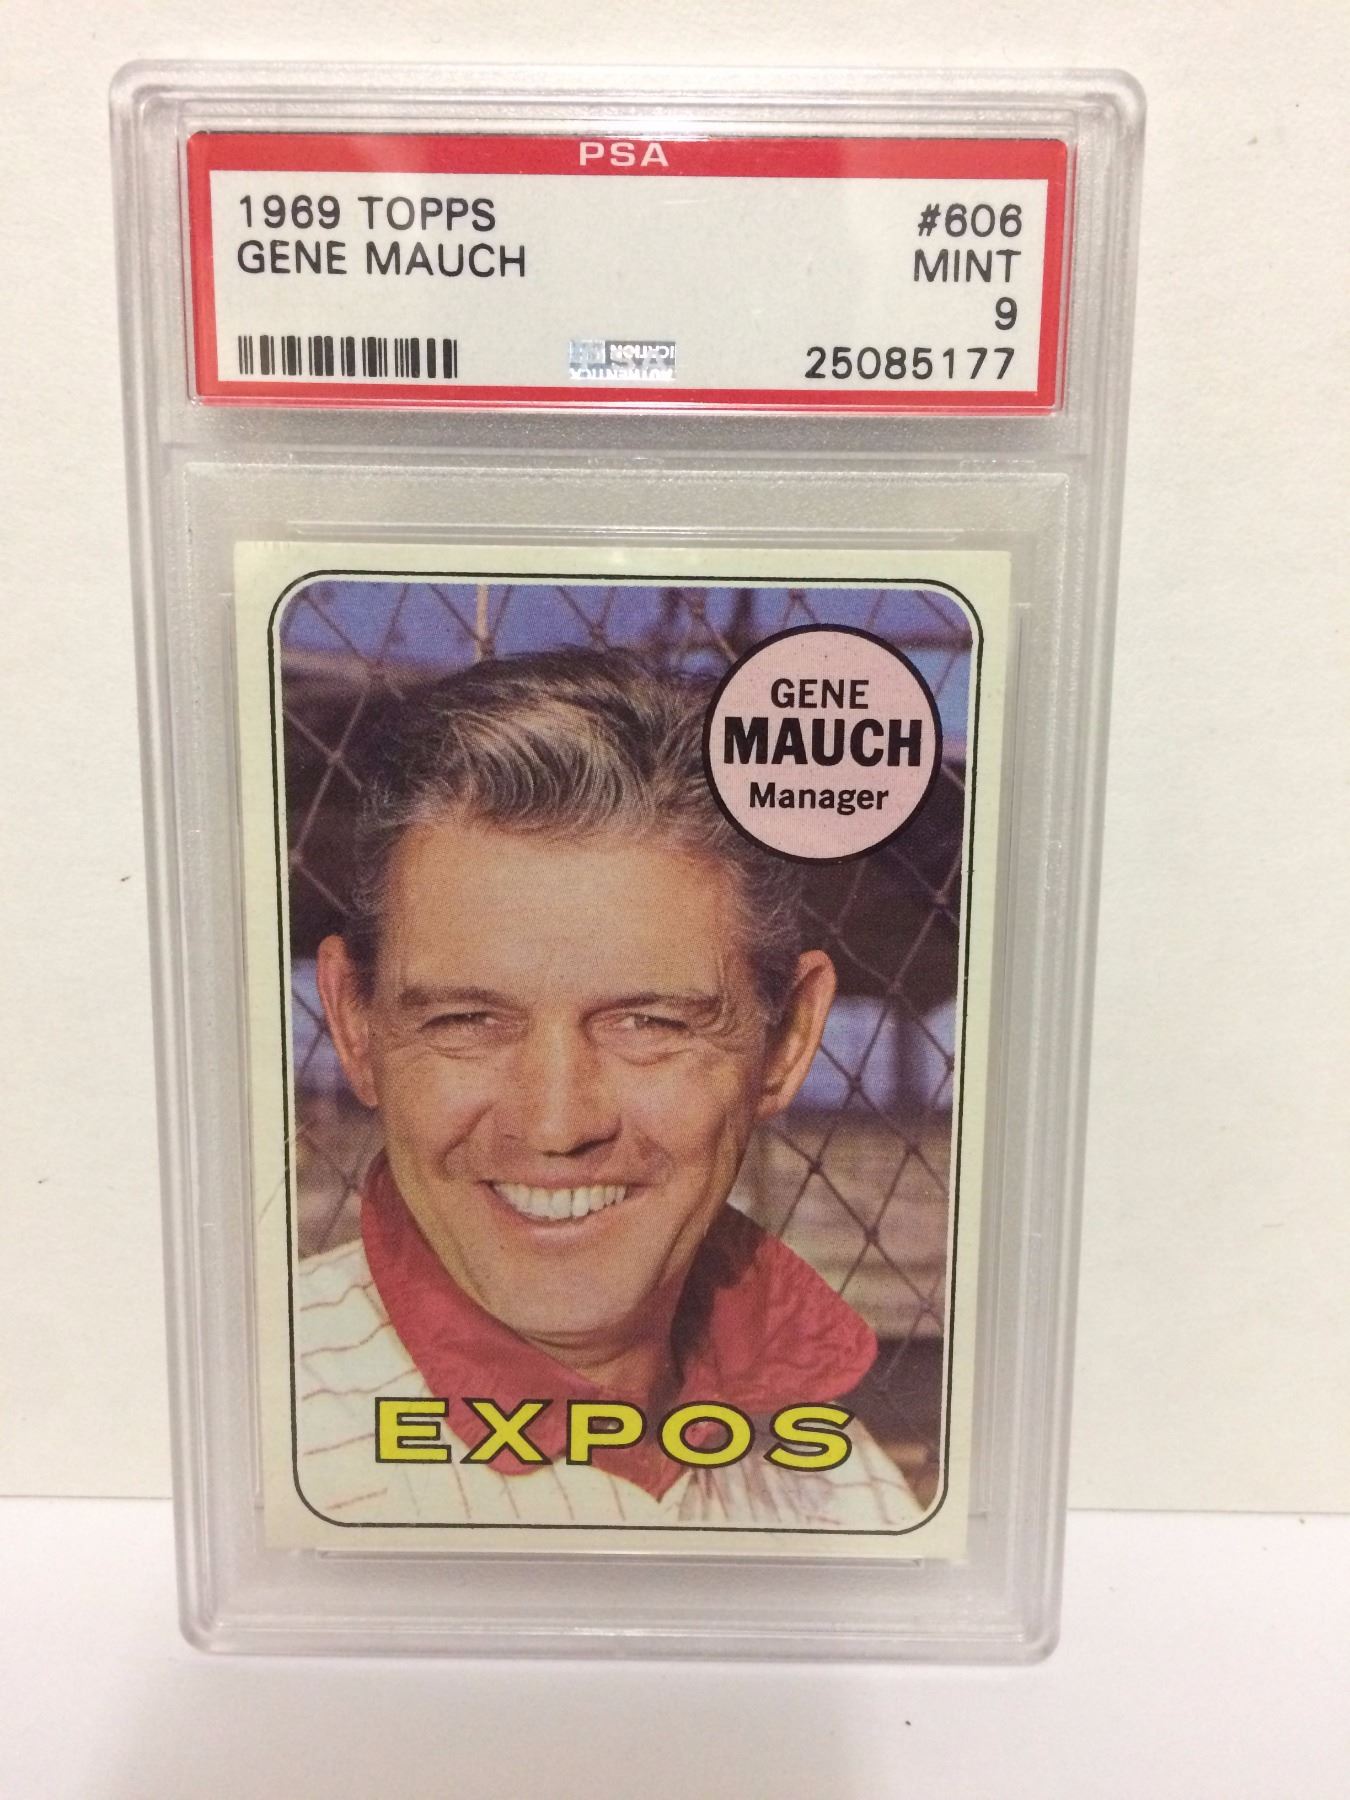 PSA
1969 TOPPS #606
GENE MAUCH MINT
9
25085177
GENE
MAUCH
Manager
EXPOS